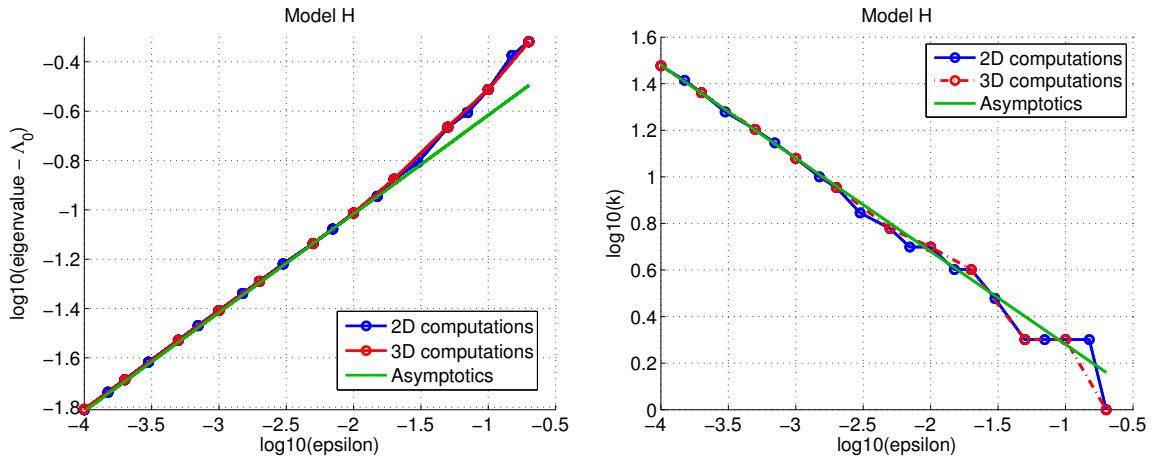 Model H
log10(eigenvalue − Λ0)
−0.4
−0.6
−0.8
−1
−1.2
−1.4
−1.6
−1.8
2D computations
3D computations
Asymptotics
−4 −3.5 −3 −2.5 −2 −1.5 −1 −0.5
log10(epsilon)
Model H
log10(k)
1.6
1.4
1.2
1
0.8
0.6
0.4
0.2
0
2D computations
3D computations
Asymptotics
−4 −3.5 −3 −2.5 −2 −1.5 −1 −0.5
log10(epsilon)